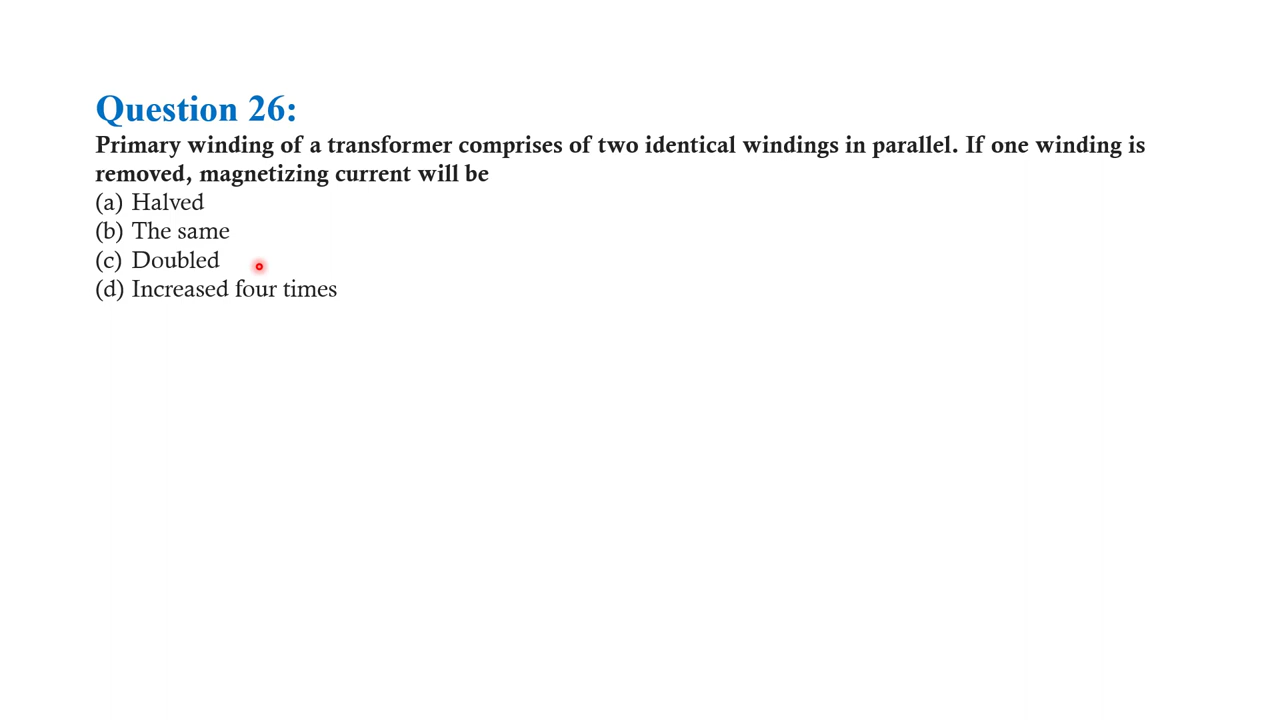 Question 26:
Primary winding of a transformer comprises of two identical windings in parallel. If one winding is
removed, magnetizing current will be
(a) Halved
(b) The same
(c) Doubled
(d) Increased four times